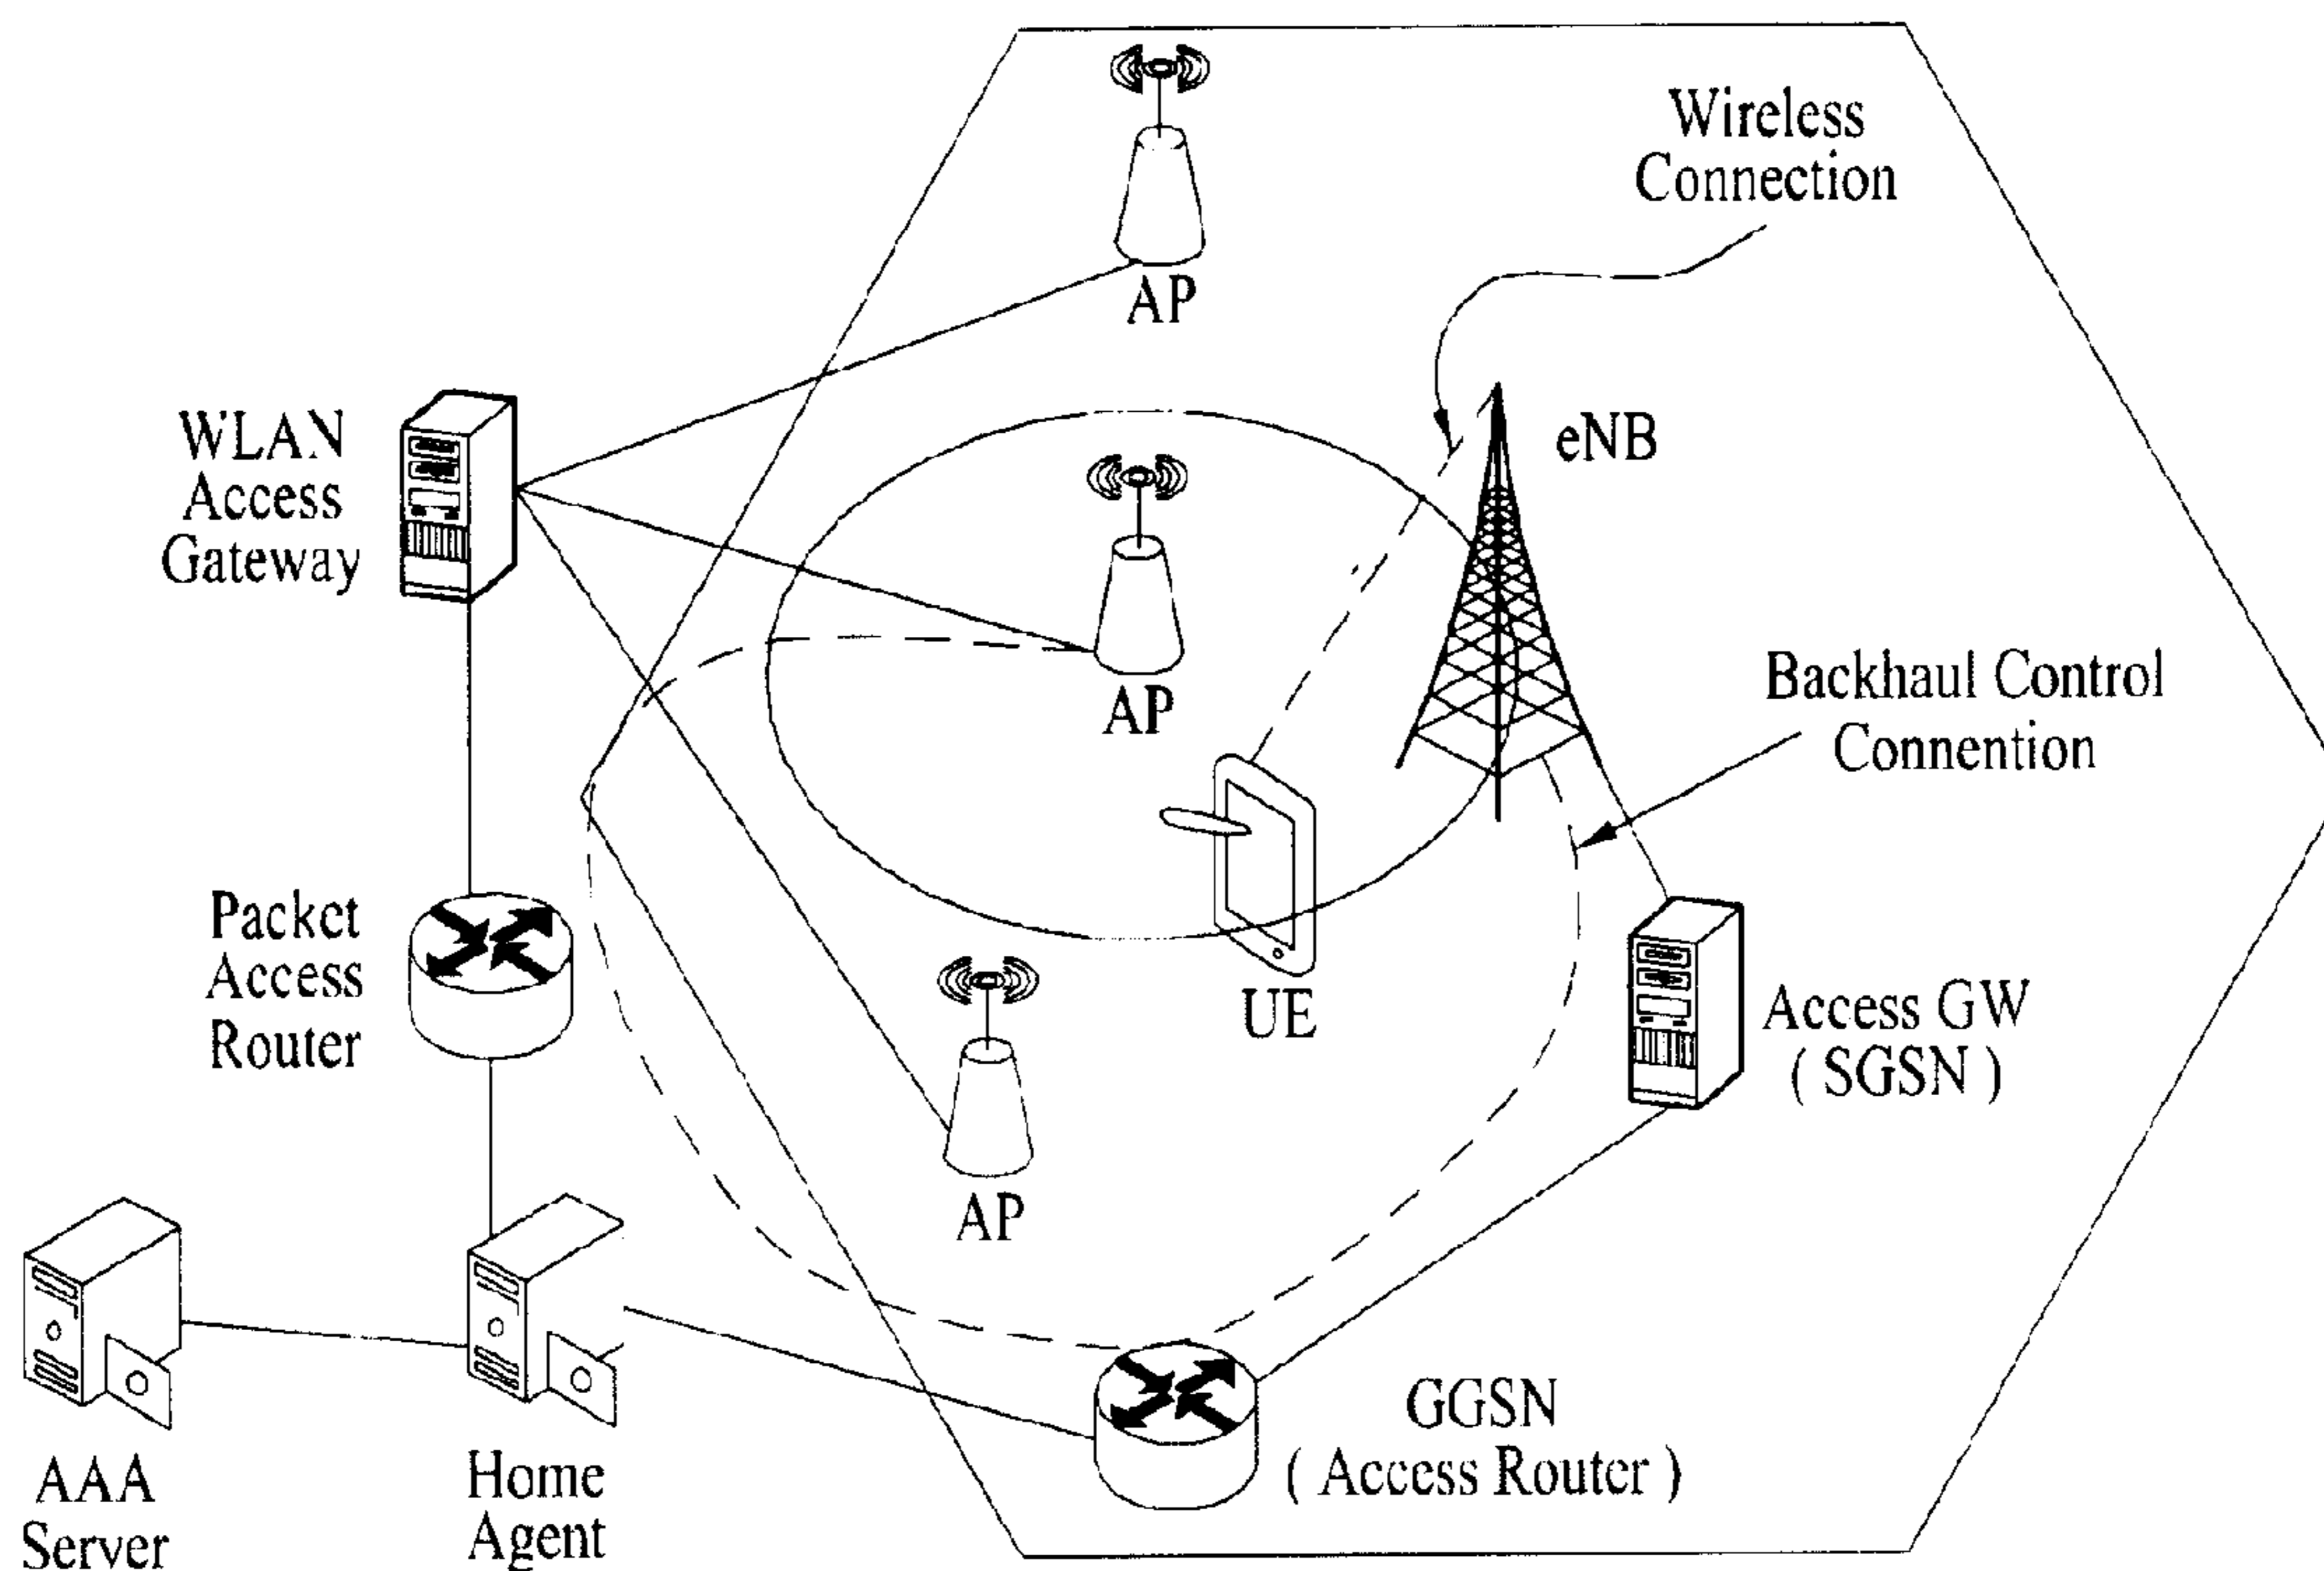 Wireless
Connection
AP
eNB
WLAN
Access
Gateway
AP
Backhaul Control
Connention
Packet
Access
Router
UE
Access GW
( SGSN )
AP
GGSN
( Access Router )
AAA
Server
Home
Agent